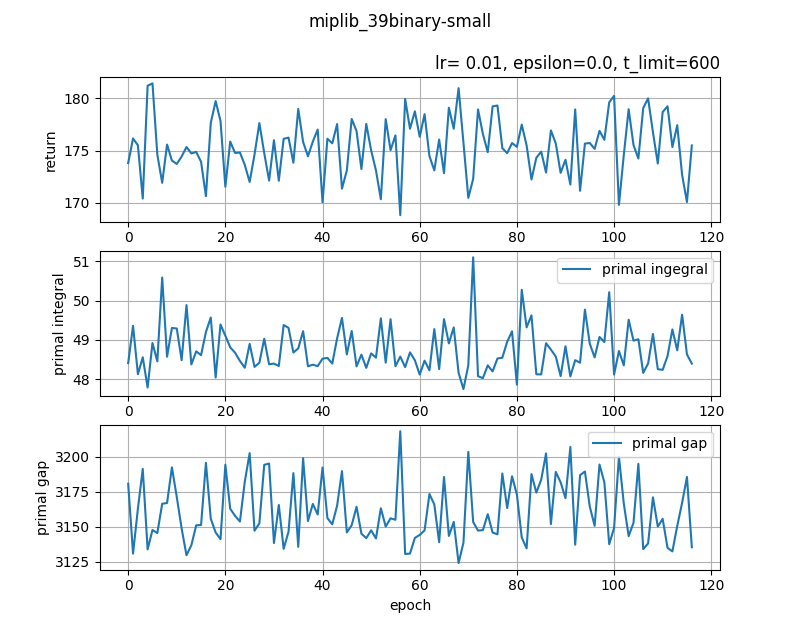 miplib_39binary-small
lr= 0.01, epsilon=0.0, t_limit=600
return
180
175
170
0 20 40 60 80 100 120
primal integral
51
50
49
48
primal ingegral
0 20 40 60 80 100 120
primal gap
3200
3175
3150
3125
primal gap
0 20 40 60 80 100 120
epoch